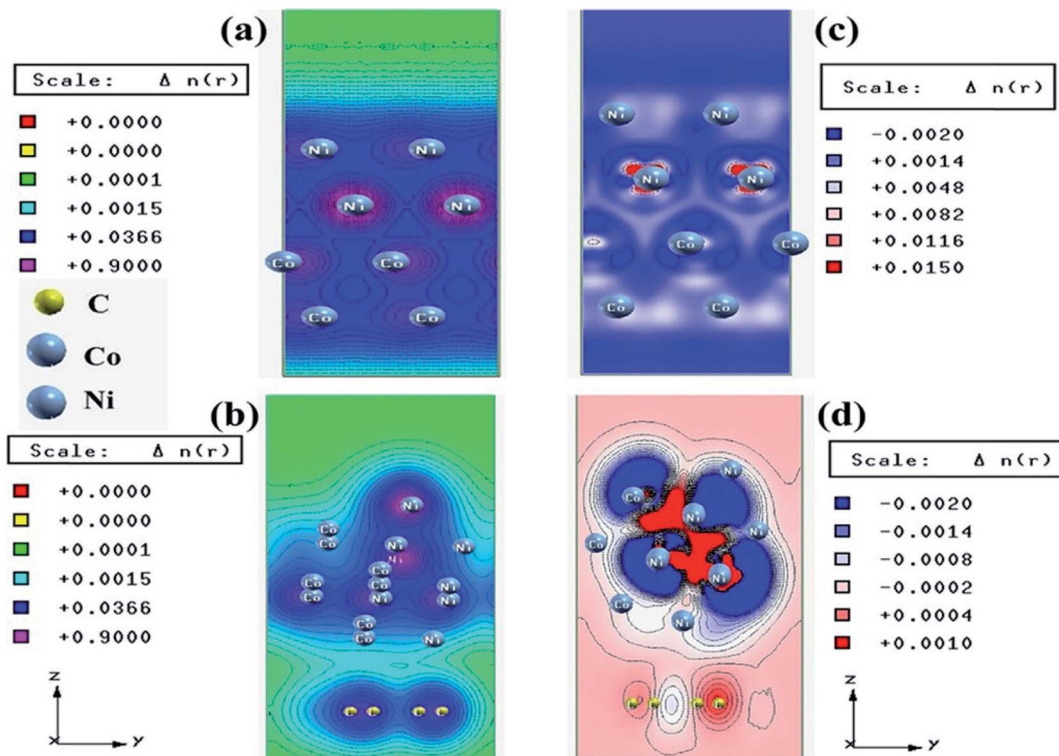 (a)
Scale: Δ n(r)
+0.0000
+0.0000
+0.0001
+0.0015
+0.0366
+0.9000
C
Co
Ni
Ni Ni
Ni Ni
Co Co
Co Co
(c)
Scale: Δ n(r)
-0.0020
+0.0014
+0.0048
+0.0082
+0.0116
+0.0150
Ni Ni
Ni Ni
Co Co
Co Co
(b)
Scale: Δ n(r)
+0.0000
+0.0000
+0.0001
+0.0015
+0.0366
+0.9000
Z
X Y
Ni
Co Ni
Co Ni Ni
Co
Co Co Ni
Co Ni Ni
Co
Co Ni
(d)
Scale: Δ n(r)
-0.0020
-0.0014
-0.0008
-0.0002
+0.0004
+0.0010
Ni
Co
Ni
Ni
Co
Ni
Ni
Co
Ni
Z
X Y